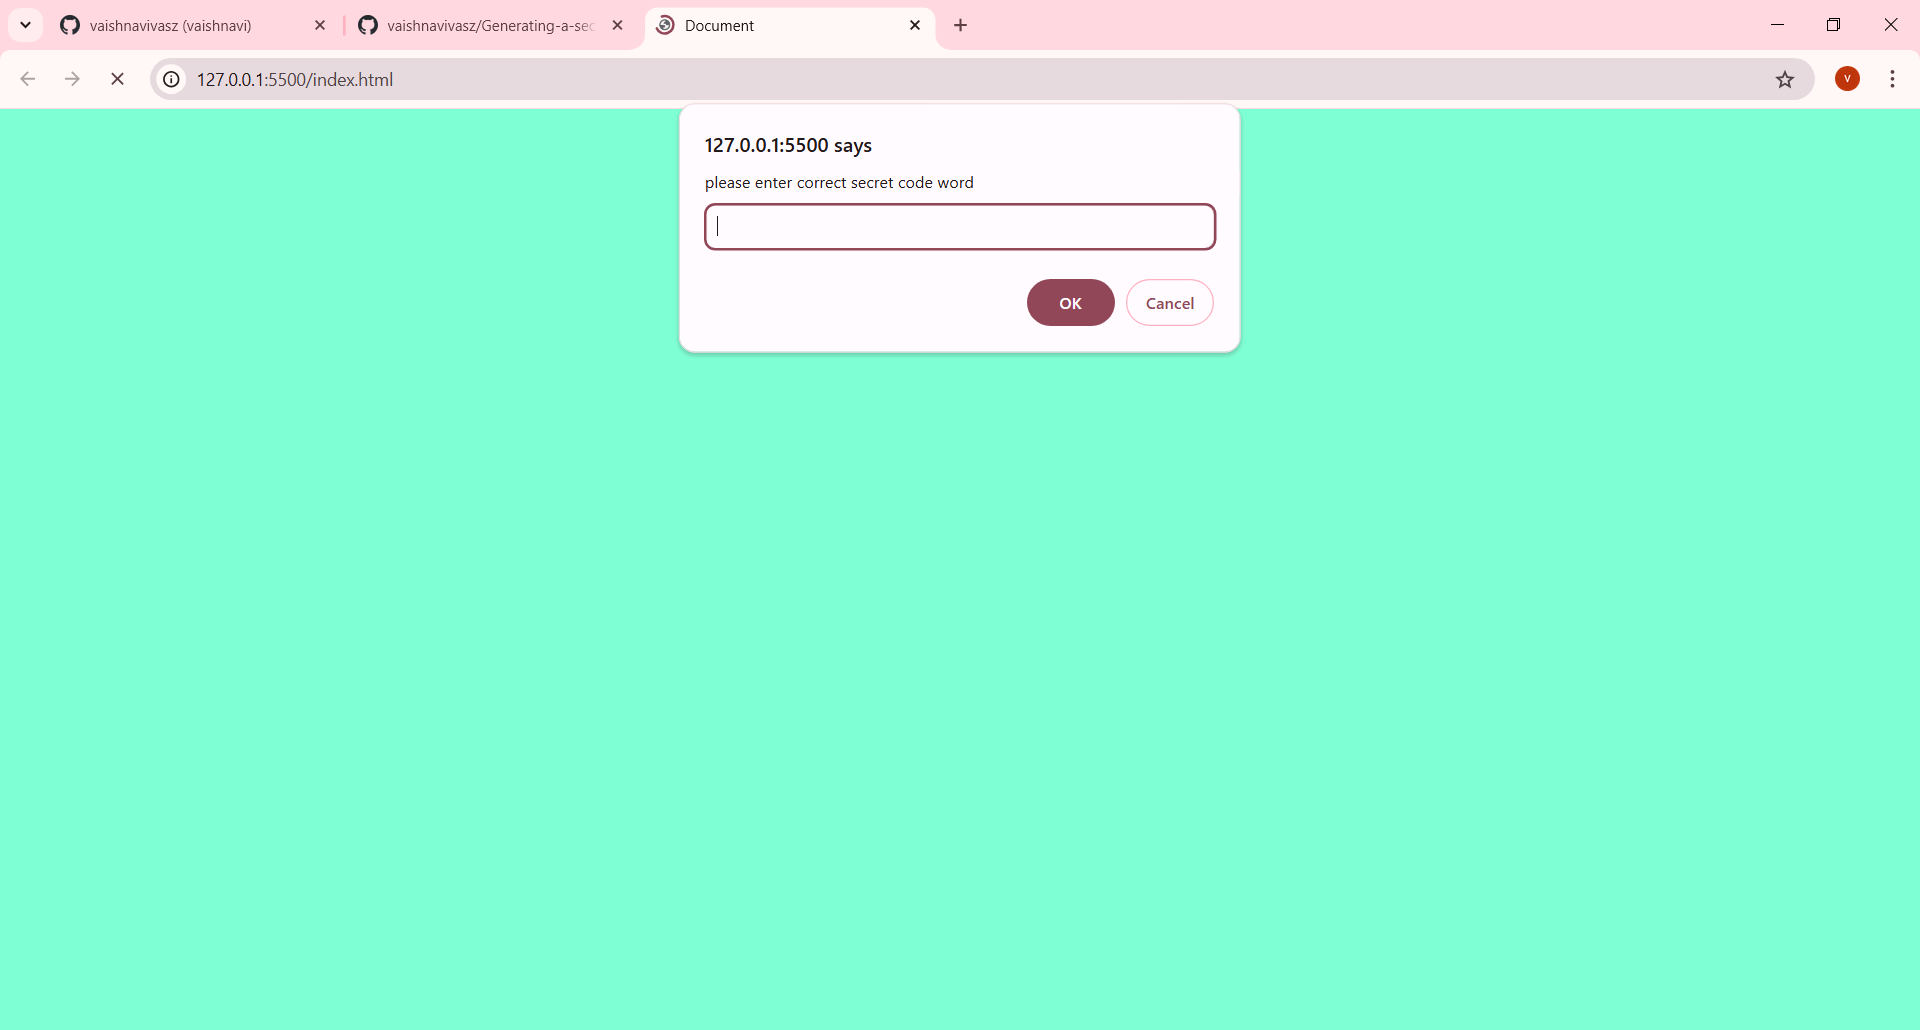 vaishnavivasz (vaishnavi)
vaishnavivasz/Generating-a-sec
Document
127.0.0.1:5500/index.html
V
127.0.0.1:5500 says
please enter correct secret code word
OK
Cancel